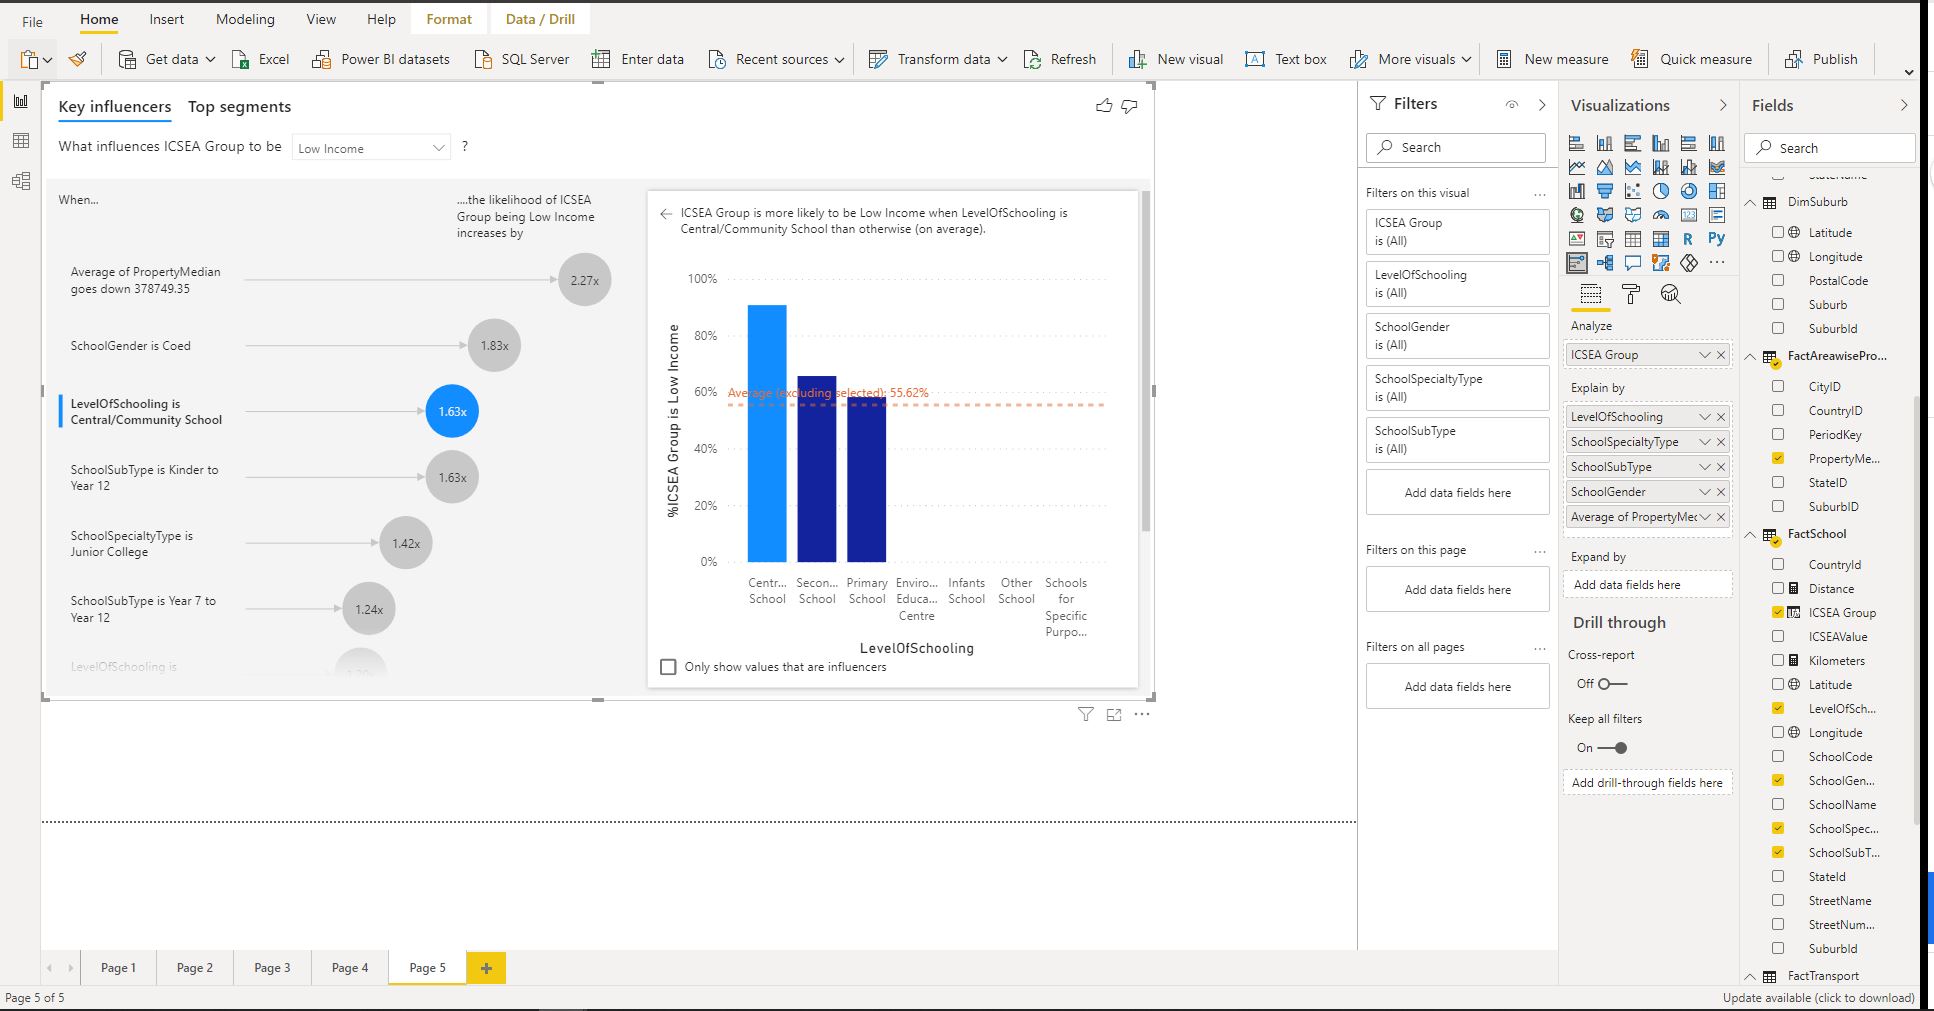 File Home Insert Modeling View Help Format Data / Drill
Get data Excel Power BI datasets SQL Server Enter data Recent sources Transform data Refresh New visual Text box More visuals New measure Quick measure Publish
Key influencers Top segments
What influences ICSEA Group to be Low Income ?
When...
....the likelihood of ICSEA
Group being Low Income
increases by
Average of PropertyMedian
goes down 378749.35
2.27x
SchoolGender is Coed
1.83x
LevelOfSchooling is
Central/Community School
1.63x
SchoolSubType is Kinder to
Year 12
1.63x
SchoolSpecialtyType is
Junior College
1.42x
SchoolSubType is Year 7 to
Year 12
1.24x
LevelOfSchooling is
1.20x
ICSEA Group is more likely to be Low Income when LevelOfSchooling is
Central/Community School than otherwise (on average).
100%
80%
60%
40%
20%
0%
%ICSEA Group is Low Income
Average (excluding selected): 55.62%
Centr...
School
Secon...
School
Primary
School
Enviro...
Educa...
Centre
Infants
School
Other
School
Schools
for
Specific
Purpo...
LevelOfSchooling
Only show values that are influencers
Filters
Search
Filters on this visual ...
ICSEA Group
is (All)
LevelOfSchooling
is (All)
SchoolGender
is (All)
SchoolSpecialtyType
is (All)
SchoolSubType
is (All)
Add data fields here
Filters on this page ...
Add data fields here
Filters on all pages ...
Add data fields here
Visualizations
123
R Py
...
Analyze
ICSEA Group
Explain by
LevelOfSchooling
SchoolSpecialtyType
SchoolSubType
SchoolGender
Average of PropertyMec
Expand by
Add data fields here
Drill through
Cross-report
Off
Keep all filters
On
Add drill-through fields here
Fields
Search
StateName
DimSuburb
Latitude
Longitude
PostalCode
Suburb
SuburbId
FactAreawisePro...
CityID
CountryID
PeriodKey
PropertyMe...
StateID
SuburbID
FactSchool
CountryId
Distance
ICSEA Group
ICSEAValue
Kilometers
Latitude
LevelOfSch...
Longitude
SchoolCode
SchoolGen...
SchoolName
SchoolSpec...
SchoolSubT...
StateId
StreetName
StreetNum...
SuburbId
FactTransport
Page 1 Page 2 Page 3 Page 4 Page 5 +
Page 5 of 5
Update available (click to download)